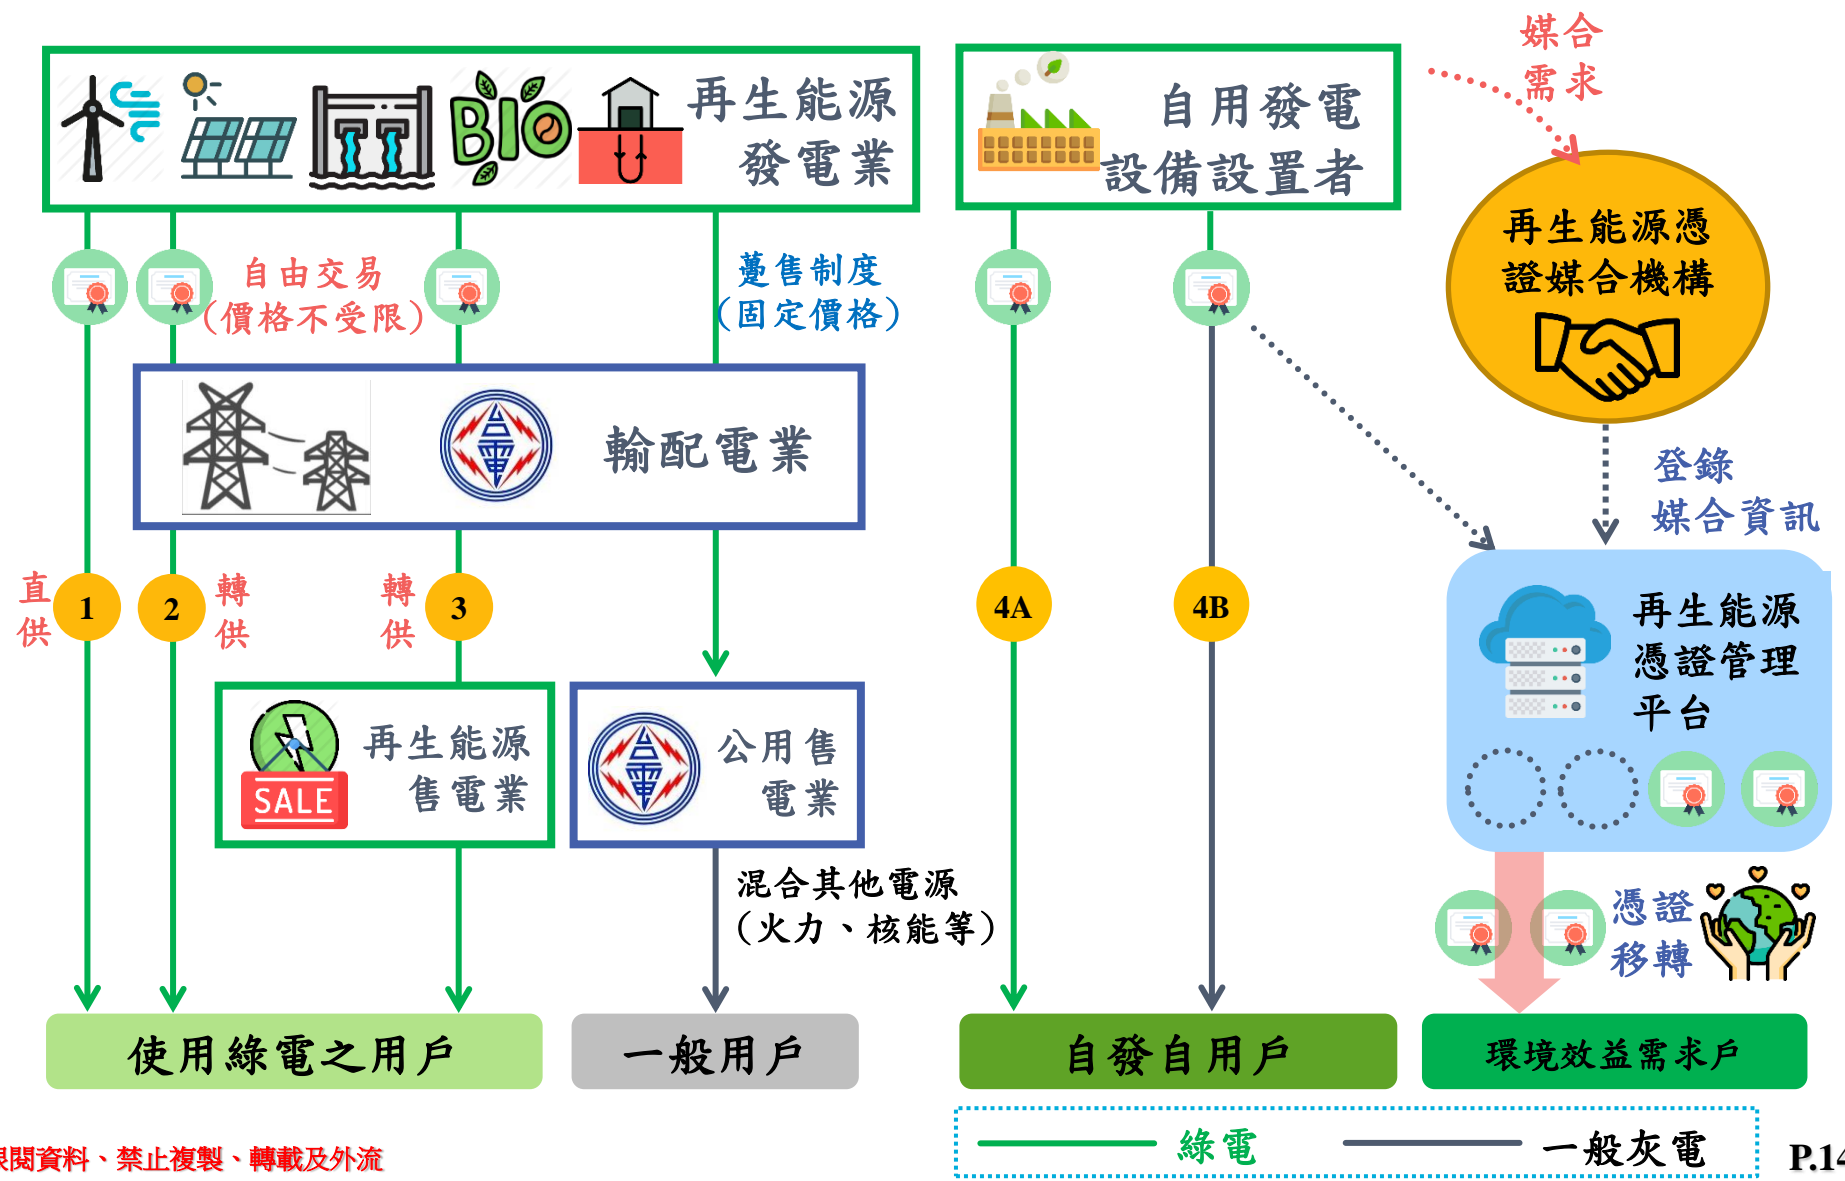 再生能源
發電業
自用發電
設備設置者
媒合
需求
BIO
再生能源憑
證媒合機構
自由交易
(價格不受限)
躉售制度
(固定價格)
台電
輸配電業
登錄
媒合資訊
直
供
1
2
轉
供
轉
供
3
4A
4B
再生能源
憑證管理
平台
SALE
再生能源
售電業
台電
公用售
電業
混合其他電源
(火力、核能等)
憑證
移轉
使用綠電之用戶
一般用戶
自發自用戶
環境效益需求戶
綠電
一般灰電
限閱資料、禁止複製、轉載及外流
P.14